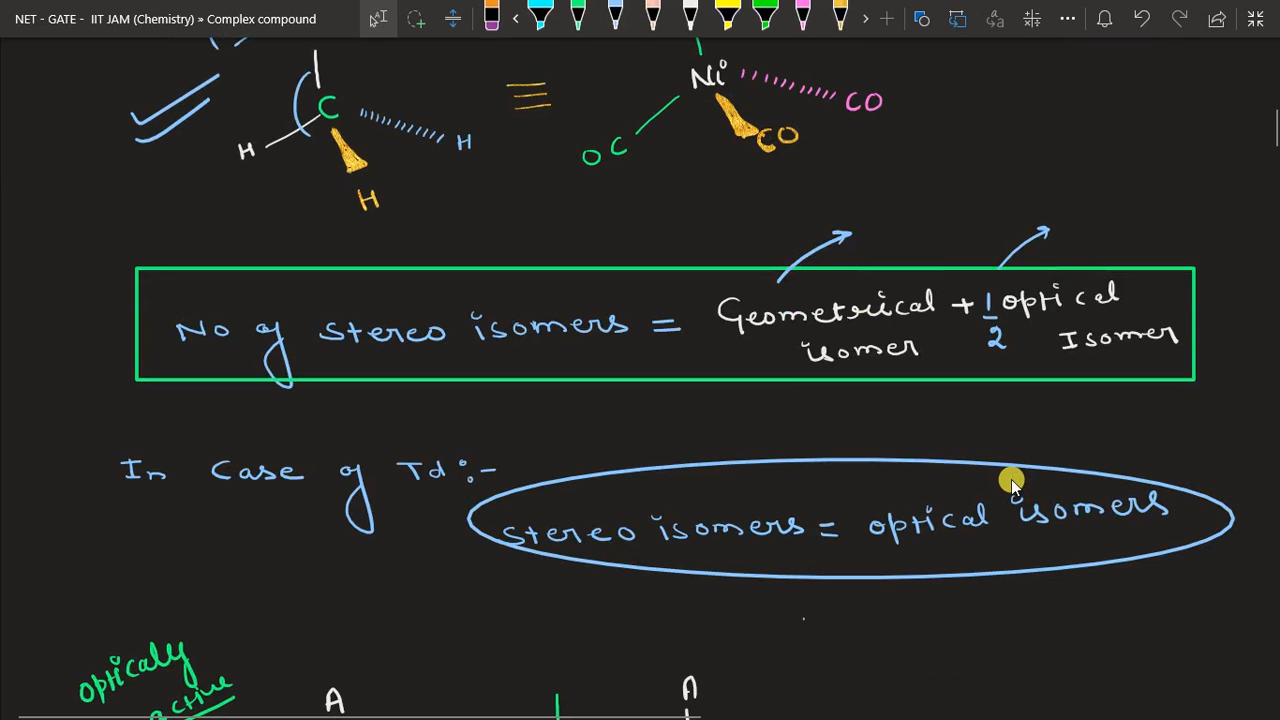 NET - GATE - IIT JAM (Chemistry) » Complex compound
C
H
H
H
Ni
CO
CO
OC
No of stereo isomers = Geometrical isomer + 1/2 optical Isomer
In Case of Td :-
stereo isomers = optical isomers
optically
active
A
A